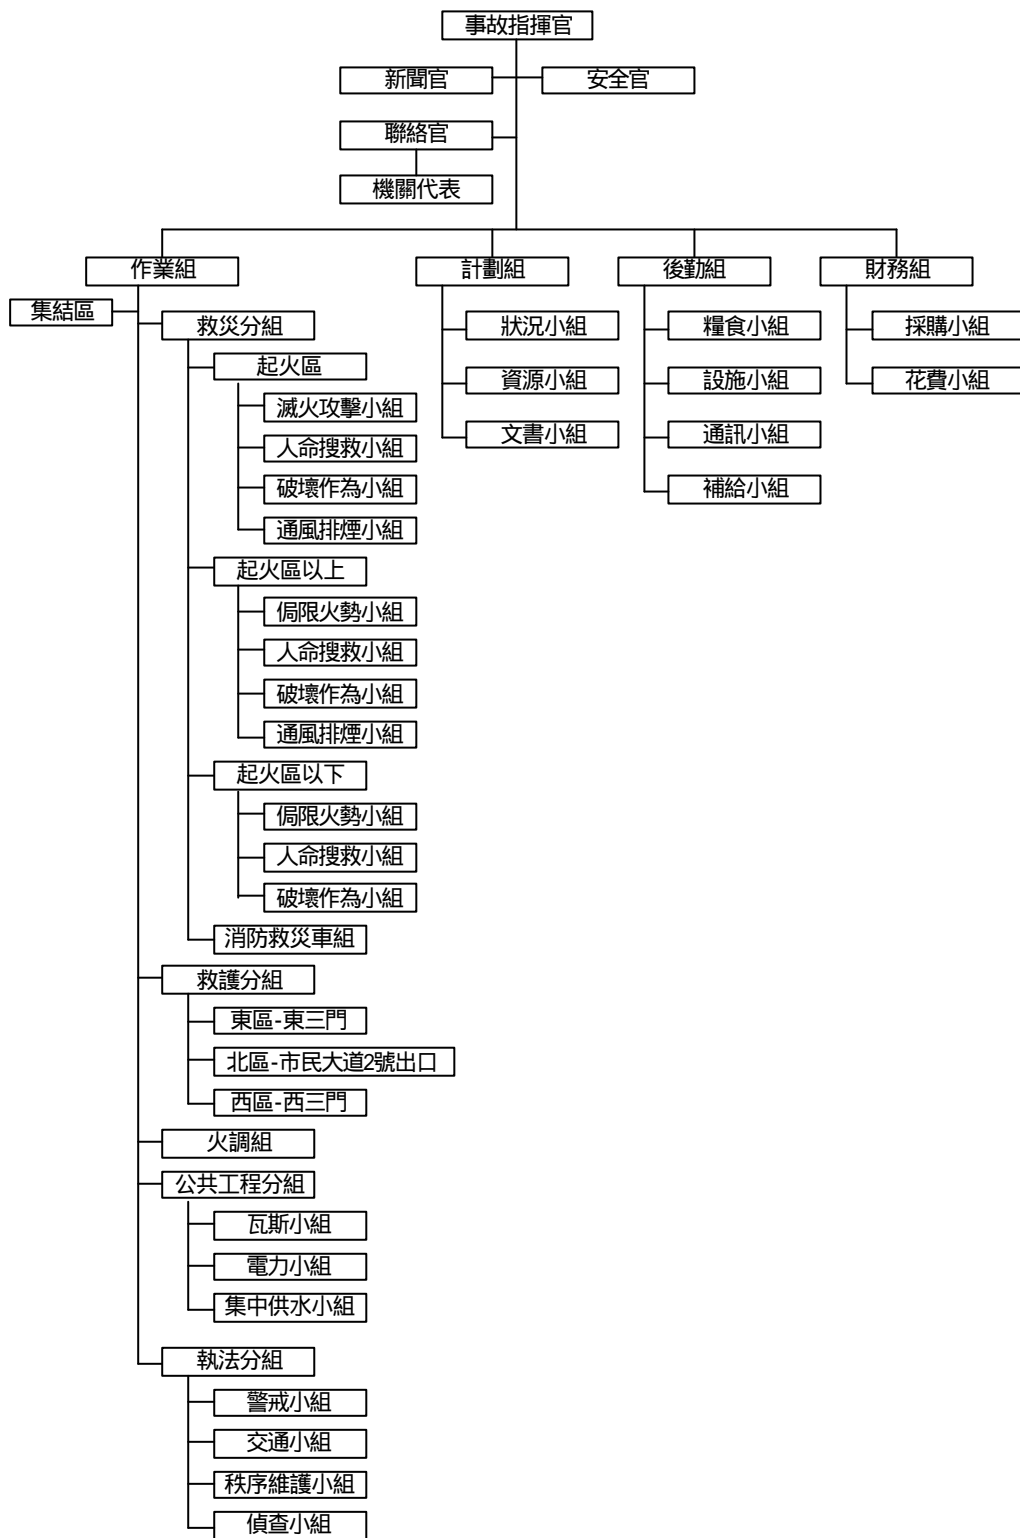 事故指揮官
新聞官
安全官
聯絡官
機關代表
作業組
計劃組
後勤組
財務組
集結區
救災分組
起火區
滅火攻擊小組
人命搜救小組
破壞作為小組
通風排煙小組
起火區以上
侷限火勢小組
人命搜救小組
破壞作為小組
通風排煙小組
起火區以下
侷限火勢小組
人命搜救小組
破壞作為小組
消防救災車組
救護分組
東區-東三門
北區-市民大道2號出口
西區-西三門
火調組
公共工程分組
瓦斯小組
電力小組
集中供水小組
執法分組
警戒小組
交通小組
秩序維護小組
偵查小組
狀況小組
資源小組
文書小組
糧食小組
設施小組
通訊小組
補給小組
採購小組
花費小組